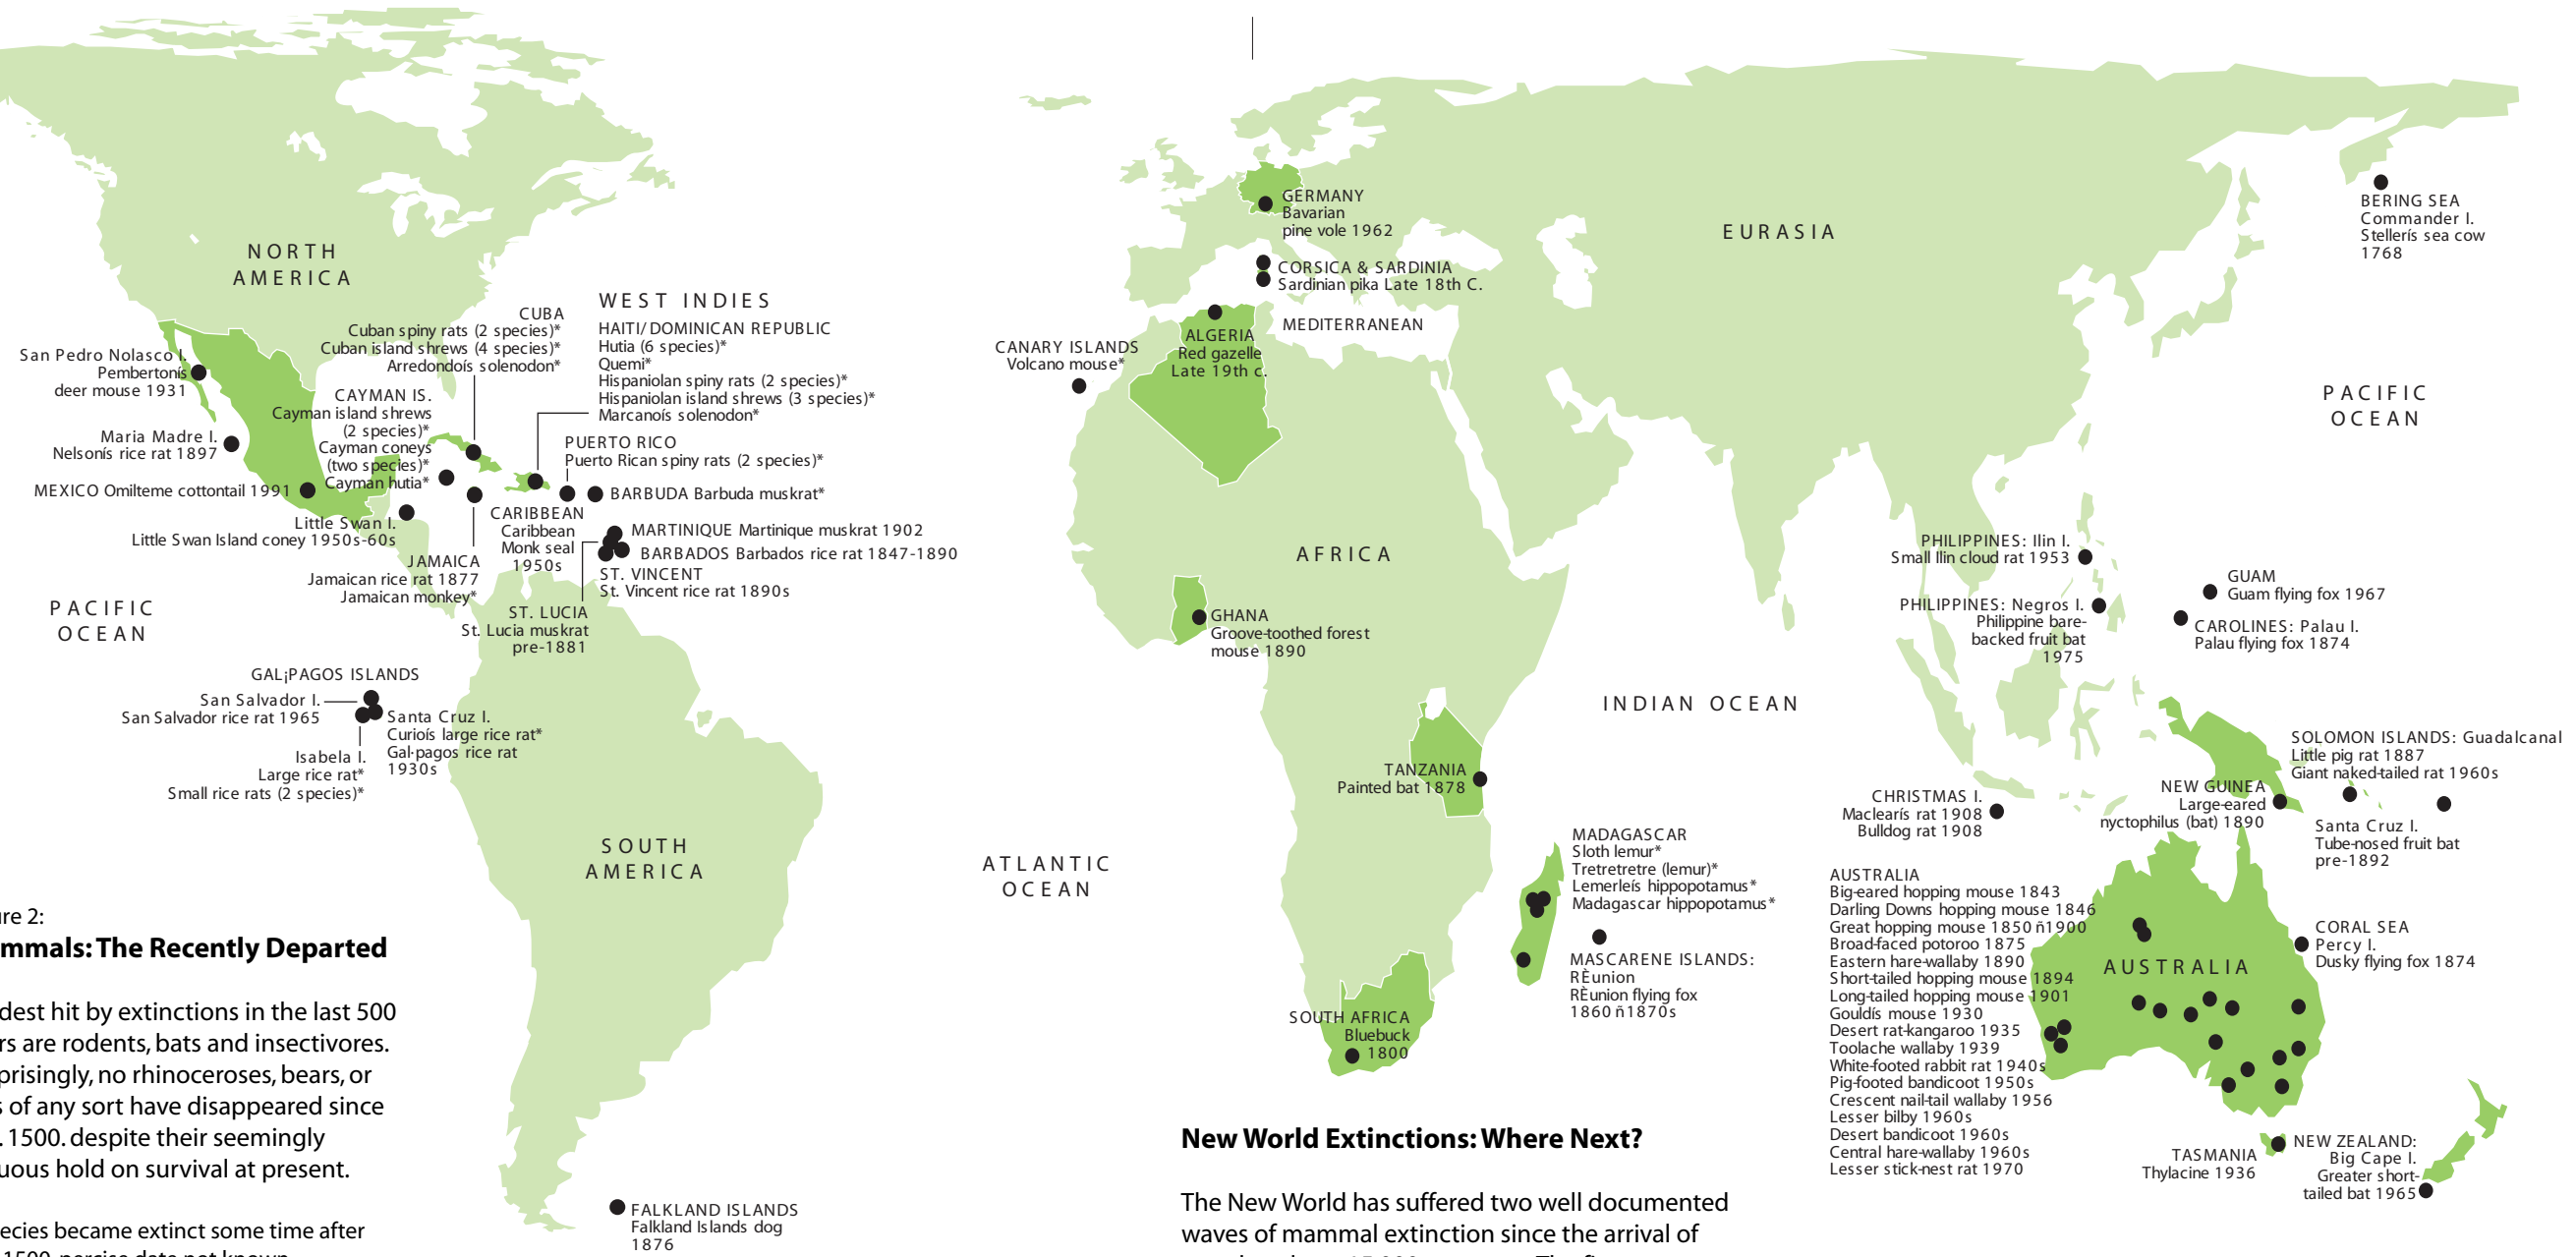 NORTH
AMERICA
San Pedro Nolasco I.
Pembertonís
deer mouse 1931
Maria Madre I.
Nelsonís rice rat 1897
MEXICO Omilteme cottontail 1991
Little Swan I.
Little Swan Island coney 1950s-60s
CUBA
Cuban spiny rats (2 species)*
Cuban island shrews (4 species)*
Arredondoís solenodon*
CAYMAN IS.
Cayman island shrews
(2 species)*
Cayman coneys
(two species)*
Cayman hutia*
JAMAICA
Jamaican rice rat 1877
Jamaican monkey*
WEST INDIES
HAITI/DOMINICAN REPUBLIC
Hutia (6 species)*
Quemi*
Hispaniolan spiny rats (2 species)*
Hispaniolan island shrews (3 species)*
Marcanoís solenodon*
PUERTO RICO
Puerto Rican spiny rats (2 species)*
BARBUDA Barbuda muskrat*
CARIBBEAN
Caribbean
Monk seal
1950s
MARTINIQUE Martinique muskrat 1902
BARBADOS Barbados rice rat 1847-1890
ST. VINCENT
St. Vincent rice rat 1890s
ST. LUCIA
St. Lucia muskrat
pre-1881
PACIFIC
OCEAN
GAL¡PAGOS ISLANDS
San Salvador I.
San Salvador rice rat 1965
Santa Cruz I.
Curioís large rice rat*
Gal·pagos rice rat
1930s
Isabela I.
Large rice rat*
Small rice rats (2 species)*
SOUTH
AMERICA
FALKLAND ISLANDS
Falkland Islands dog
1876
ATLANTIC
OCEAN
GERMANY
Bavarian
pine vole 1962
CORSICA & SARDINIA
Sardinian pika Late 18th C.
MEDITERRANEAN
ALGERIA
Red gazelle
Late 19th c.
CANARY ISLANDS
Volcano mouse*
EURASIA
BERING SEA
Commander I.
Stellerís sea cow
1768
PACIFIC
OCEAN
AFRICA
GHANA
Groove-toothed forest
mouse 1890
TANZANIA
Painted bat 1878
INDIAN OCEAN
MADAGASCAR
Sloth lemur*
Tretretretre (lemur)*
Lemerleís hippopotamus*
Madagascar hippopotamus*
MASCARENE ISLANDS:
RÈunion
RÈunion flying fox
1860ñ1870s
SOUTH AFRICA
Bluebuck
1800
PHILIPPINES: Ilin I.
Small Ilin cloud rat 1953
PHILIPPINES: Negros I.
Philippine bare-
backed fruit bat
1975
GUAM
Guam flying fox 1967
CAROLINES: Palau I.
Palau flying fox 1874
SOLOMON ISLANDS: Guadalcanal
Little pig rat 1887
Giant naked-tailed rat 1960s
NEW GUINEA
Large-eared
nyctophilus (bat) 1890
Santa Cruz I.
Tube-nosed fruit bat
pre-1892
CHRISTMAS I.
Maclearís rat 1908
Bulldog rat 1908
AUSTRALIA
Big-eared hopping mouse 1843
Darling Downs hopping mouse 1846
Great hopping mouse 1850ñ1900
Broad-faced potoroo 1875
Eastern hare-wallaby 1890
Short-tailed hopping mouse 1894
Long-tailed hopping mouse 1901
Gouldís mouse 1930
Desert rat-kangaroo 1935
Toolache wallaby 1939
White-footed rabbit rat 1940s
Pig-footed bandicoot 1950s
Crescent nail-tail wallaby 1956
Lesser bilby 1960s
Desert bandicoot 1960s
Central hare-wallaby 1960s
Lesser stick-nest rat 1970
AUSTRALIA
CORAL SEA
Percy I.
Dusky flying fox 1874
TASMANIA
Thylacine 1936
NEW ZEALAND:
Big Cape I.
Greater short-
tailed bat 1965
ure 2:
mmals: The Recently Departed
dest hit by extinctions in the last 500
rs are rodents, bats and insectivores.
prisingly, no rhinoceroses, bears, or
s of any sort have disappeared since
. 1500. despite their seemingly
uous hold on survival at present.
ecies became extinct some time after
New World Extinctions: Where Next?
The New World has suffered two well documented
waves of mammal extinction since the arrival of